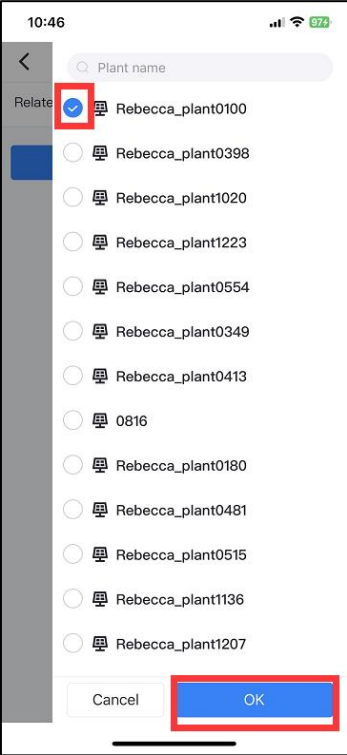 10:46
97
Plant name
Relate
Rebecca_plant0100
Rebecca_plant0398
Rebecca_plant1020
Rebecca_plant1223
Rebecca_plant0554
Rebecca_plant0349
Rebecca_plant0413
0816
Rebecca_plant0180
Rebecca_plant0481
Rebecca_plant0515
Rebecca_plant1136
Rebecca_plant1207
Cancel OK